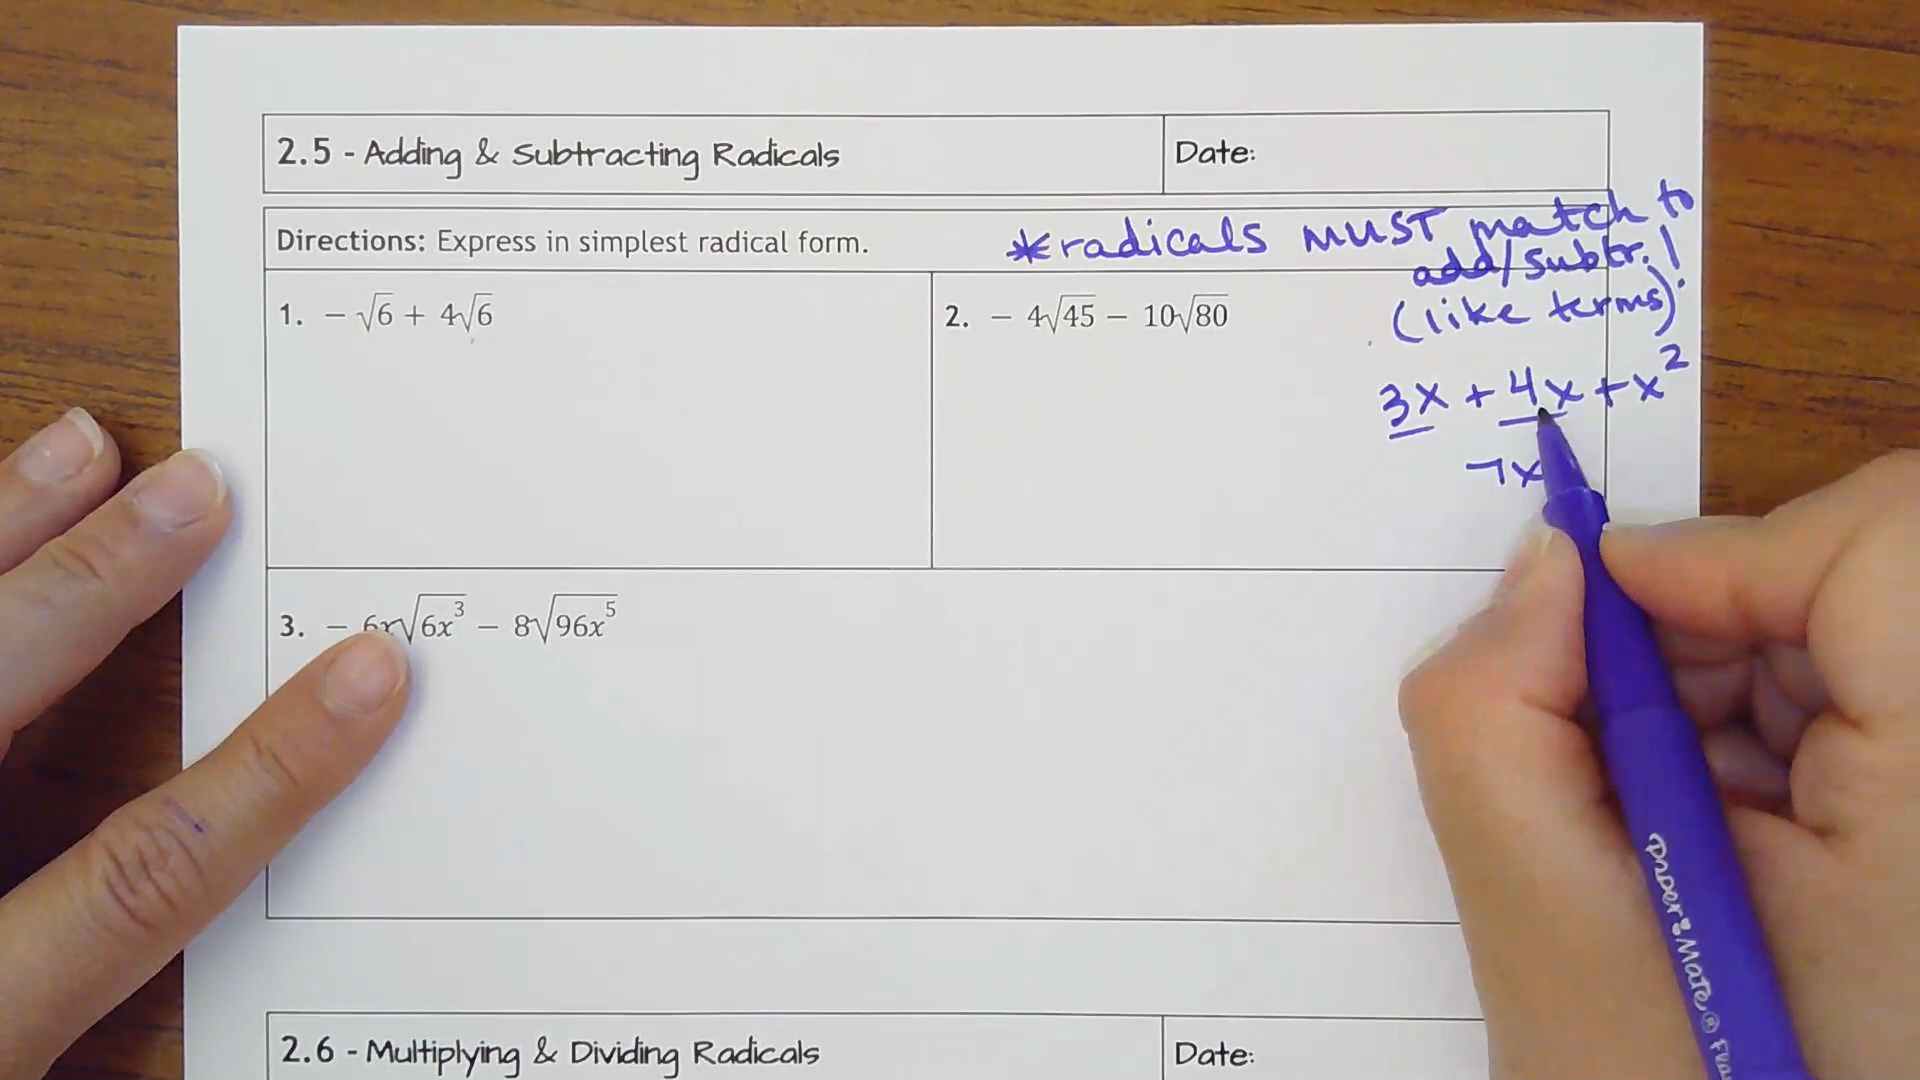 2.5 - Adding & Subtracting Radicals
Date:
Directions: Express in simplest radical form.
*radicals MUST match to
add/subtr.!
(like terms)
1. − √6 + 4√6
2. − 4√45 − 10√80
3x + 4x + x²
7x
3. − 6x√6x³ − 8√96x⁵
2.6 - Multiplying & Dividing Radicals
Date:
Paper:Mate®